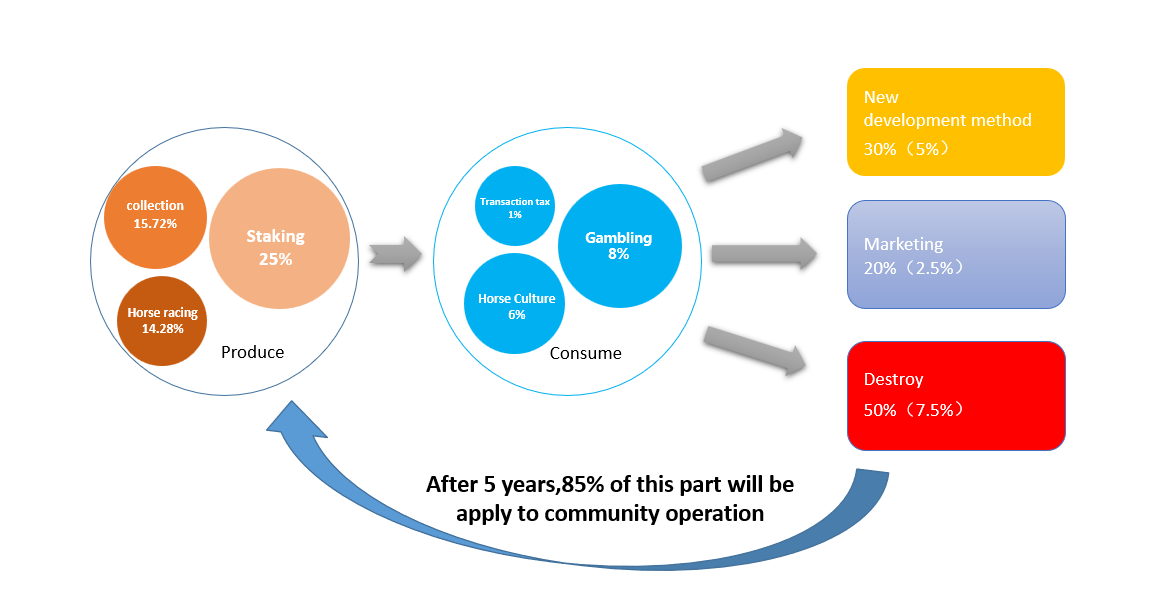 New
development method
30%（5%）
collection
15.72%
Staking
25%
Horse racing
14.28%
Produce
Transaction tax
1%
Gambling
8%
Horse Culture
6%
Consume
Marketing
20%（2.5%）
Destroy
50%（7.5%）
After 5 years,85% of this part will be
apply to community operation